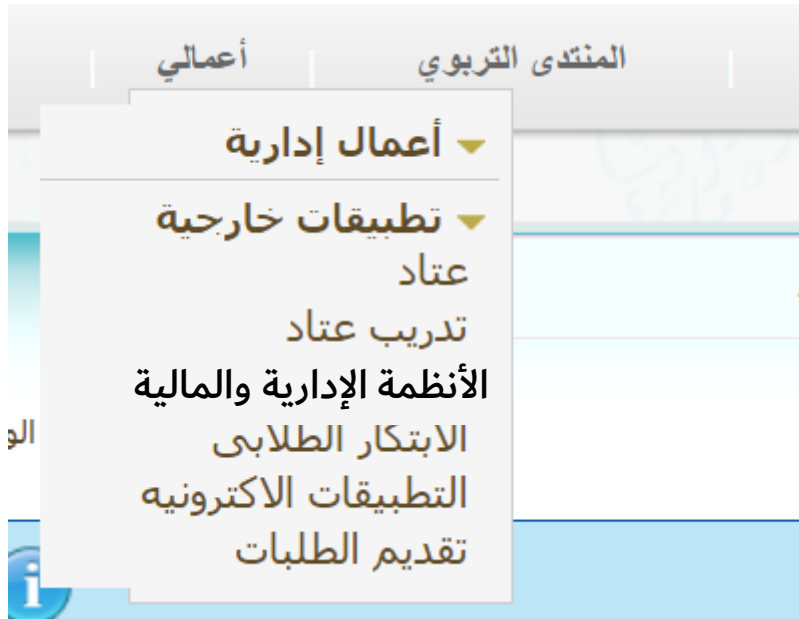 المنتدى التربوي أعمالي
أعمال إدارية
تطبيقات خارجية
عتاد
تدريب عتاد
الأنظمة الإدارية والمالية
الابتكار الطلابى
التطبيقات الاكترونيه
تقديم الطلبات